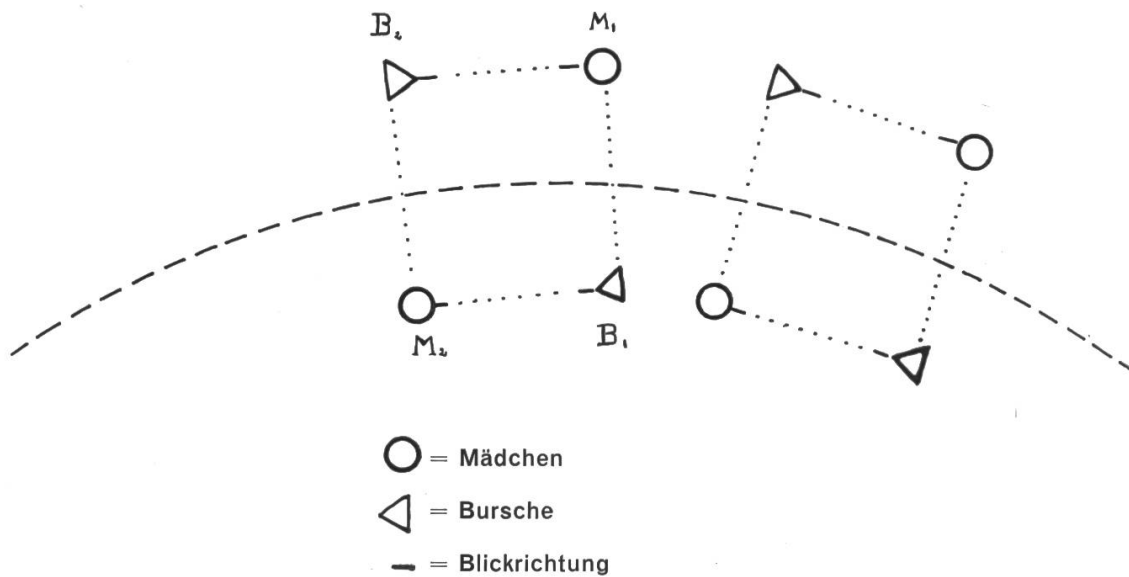 B₂ M₁
M₂ B₁
= Mädchen
= Bursche
= Blickrichtung